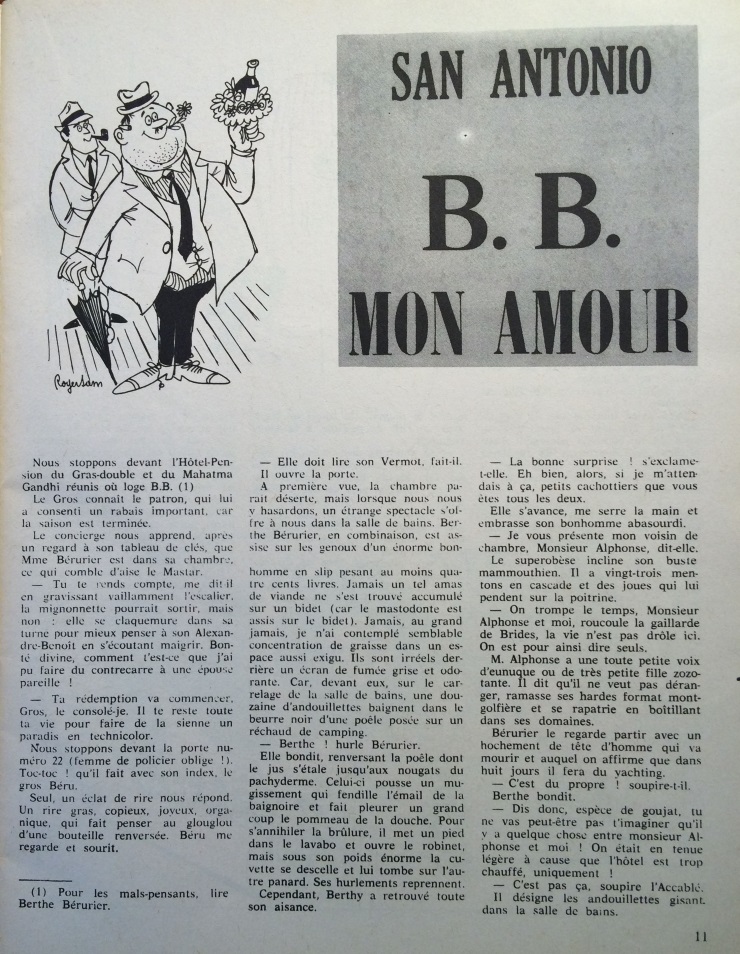 SAN ANTONIO
B. B.
MON AMOUR
RogerSam
Nous stoppons devant l'Hôtel-Pen-
sion du Gras-double et du Mahatma
Gandhi réunis où loge B.B. (1)
Le Gros connaît le patron, qui lui
a consenti un rabais important, car
la saison est terminée.
Le concierge nous apprend, après
un regard à son tableau de clés, que
Mme Bérurier est dans sa chambre,
ce qui comble d'aise le Mastar.
— Tu te rends compte, me dit-il
en gravissant vaillamment l'escalier,
la mignonnette pourrait sortir, mais
non : elle se claquemure dans sa
turne pour mieux penser à son Alexan-
dre-Benoît en s'écoutant maigrir. Bon-
té divine, comment t'est-ce que j'ai
pu faire du contrecarre à une épouse
pareille !
— Ta rédemption va commencer,
Gros, le consolé-je. Il te reste toute
ta vie pour faire de la sienne un
paradis en technicolor.
Nous stoppons devant la porte nu-
méro 22 (femme de policier oblige !).
Toc-toc ! qu'il fait avec son index, le
gros Béru.
Seul, un éclat de rire nous répond.
Un rire gras, copieux, joyeux, orga-
nique, qui fait penser au glouglou
d'une bouteille renversée. Béru me
regarde et sourit.
(1) Pour les mals-pensants, lire
Berthe Bérurier.
— Elle doit lire son Vermot, fait-il.
Il ouvre la porte.
A première vue, la chambre pa-
raît déserte, mais lorsque nous nous
y hasardons, un étrange spectacle s'of-
fre à nous dans la salle de bains. Ber-
the Bérurier, en combinaison, est as-
sise sur les genoux d'un énorme bon-
homme en slip pesant au moins qua-
tre cents livres. Jamais un tel amas
de viande ne s'est trouvé accumulé
sur un bidet (car le mastodonte est
assis sur le bidet). Jamais, au grand
jamais, je n'ai contemplé semblable
concentration de graisse dans un es-
pace aussi exigu. Ils sont irréels der-
rière un écran de fumée grise et odo-
rante. Car, devant eux, sur le car-
relage de la salle de bains, une dou-
zaine d'andouillettes baignent dans le
beurre noir d'une poêle posée sur un
réchaud de camping.
— Berthe ! hurle Bérurier.
Elle bondit, renversant la poêle dont
le jus s'étale jusqu'aux nougats du
pachyderme. Celui-ci pousse un mu-
gissement qui fendille l'émail de la
baignoire et fait pleurer un grand
coup le pommeau de la douche. Pour
s'annihiler la brûlure, il met un pied
dans le lavabo et ouvre le robinet,
mais sous son poids énorme la cu-
vette se descelle et lui tombe sur l'au-
tre panard. Ses hurlements reprennent.
Cependant, Berthy a retrouvé toute
son aisance.
— La bonne surprise ! s'exclame-
t-elle. Eh bien, alors, si je m'atten-
dais à ça, petits cachottiers que vous
êtes tous les deux.
Elle s'avance, me serre la main et
embrasse son bonhomme abasourdi.
— Je vous présente mon voisin de
chambre, Monsieur Alphonse, dit-elle.
Le superobèse incline son buste
mammouthien. Il a vingt-trois men-
tons en cascade et des joues qui lui
pendent sur la poitrine.
— On trompe le temps, Monsieur
Alphonse et moi, roucoule la gaillarde
de Brides, la vie n'est pas drôle ici.
On est pour ainsi dire seuls.
M. Alphonse a une toute petite voix
d'eunuque ou de très petite fille zozo-
tante. Il dit qu'il ne veut pas déran-
ger, ramasse ses hardes format mont-
golfière et se rapatrie en boîtillant
dans ses domaines.
Bérurier le regarde partir avec un
hochement de tête d'homme qui va
mourir et auquel on affirme que dans
huit jours il fera du yachting.
— C'est du propre ! soupire-t-il.
Berthe bondit.
— Dis donc, espèce de goujat, tu
ne vas peut-être pas t'imaginer qu'il
y a quelque chose entre monsieur Al-
phonse et moi ! On était en tenue
légère à cause que l'hôtel est trop
chauffé, uniquement !
— C'est pas ça, soupire l'Accablé.
Il désigne les andouillettes gisant
dans la salle de bains.
11